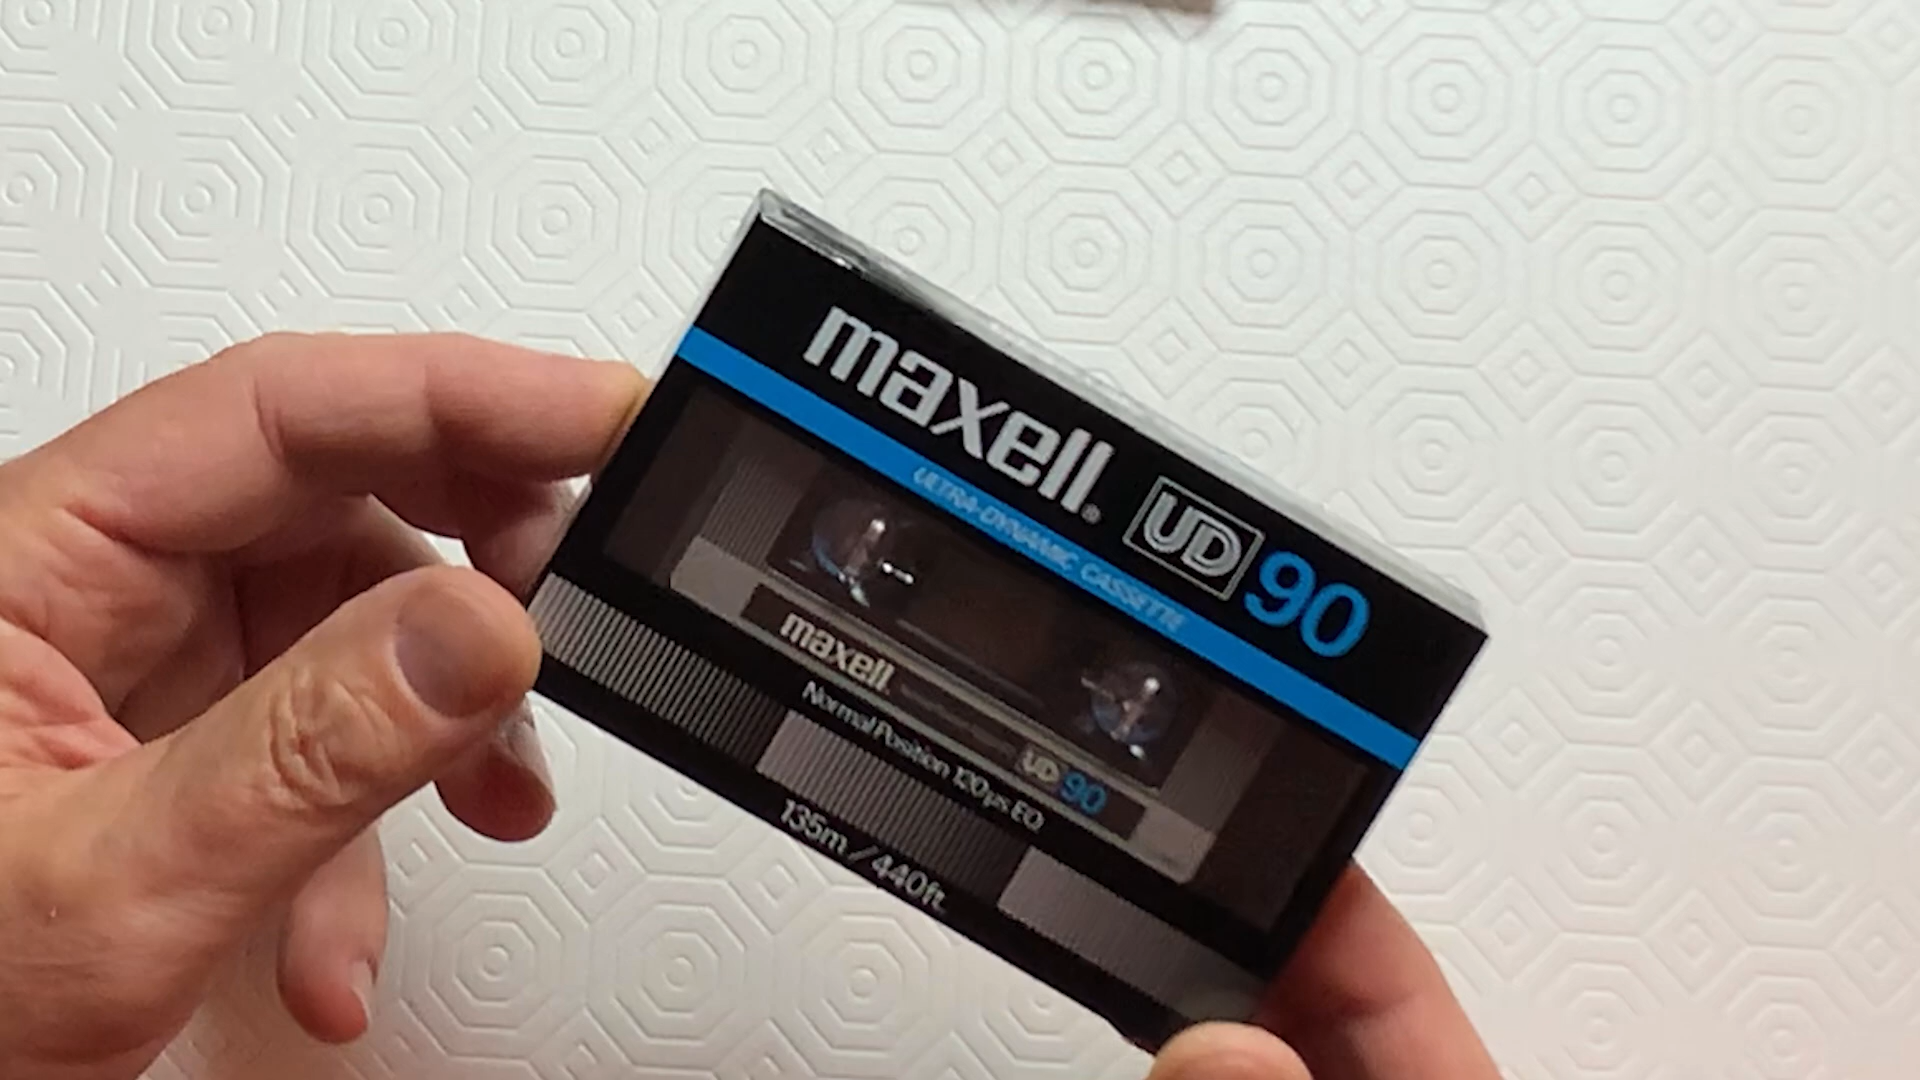 maxell® UD 90
ULTRA-DYNAMIC CASSETTE
maxell
UD 90
Normal Position 120μs EQ
135m/440ft.